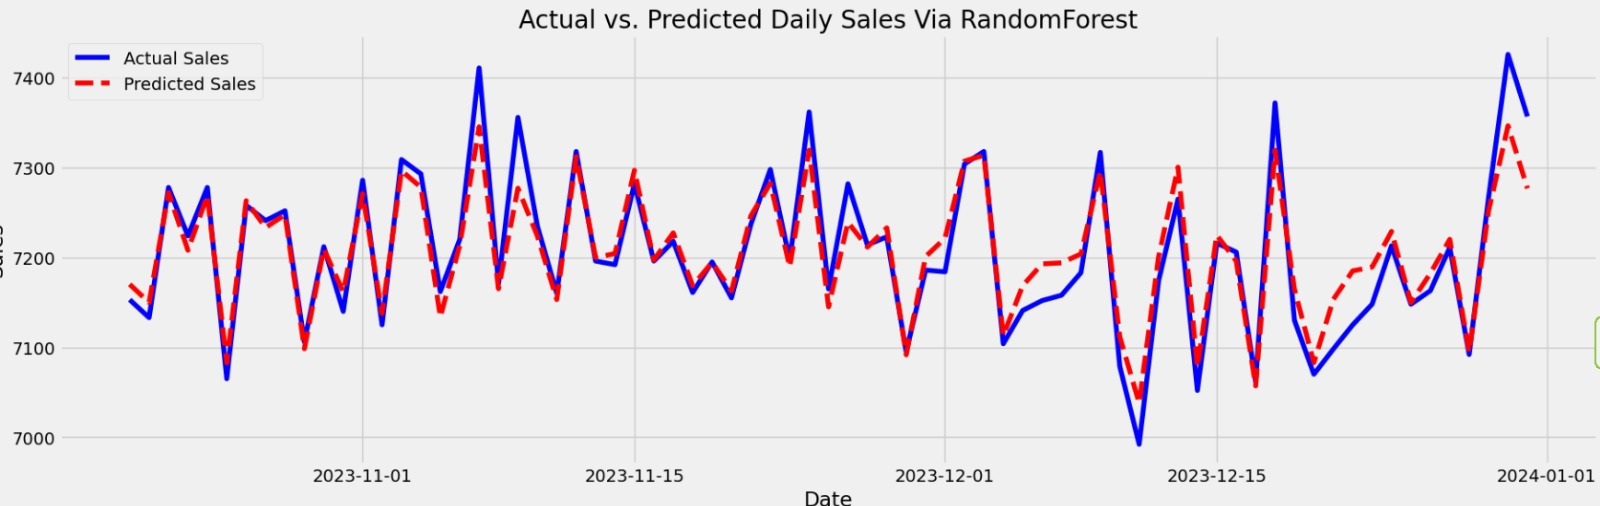 Actual vs. Predicted Daily Sales Via RandomForest
Actual Sales
Predicted Sales
7400
7300
7200
7100
7000
Sales
2023-11-01
2023-11-15
2023-12-01
2023-12-15
2024-01-01
Date